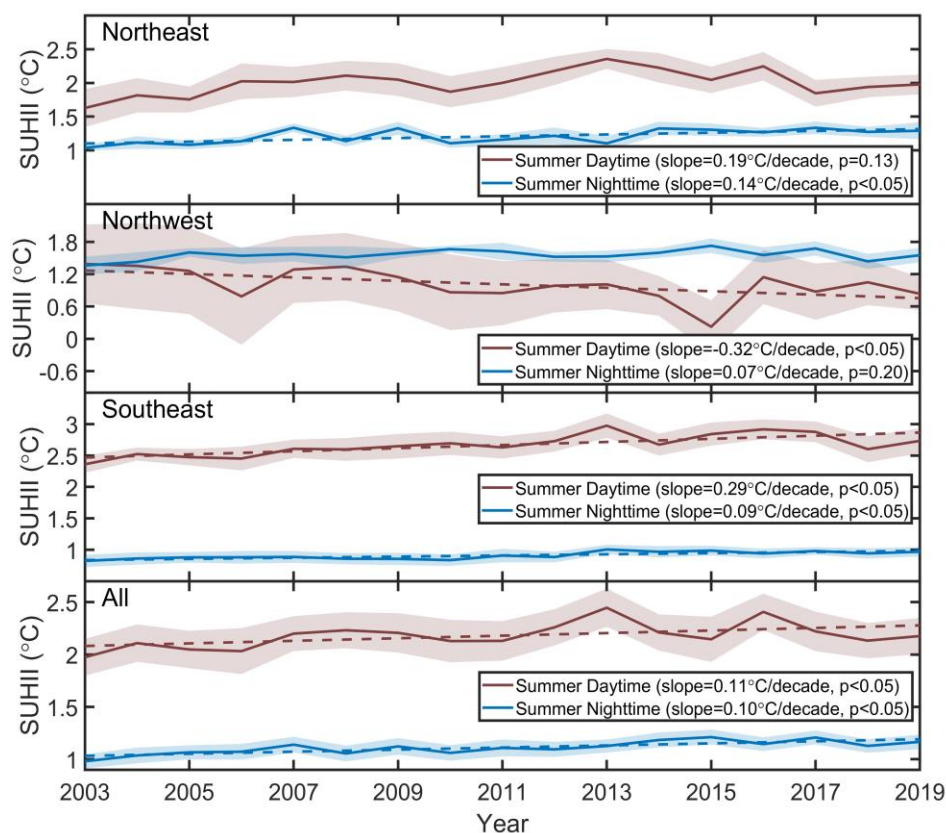 Northeast
SUHII (°C)
2.5
2
1.5
1
Summer Daytime (slope=0.19°C/decade, p=0.13)
Summer Nighttime (slope=0.14°C/decade, p<0.05)
Northwest
SUHII (°C)
1.8
1.2
0.6
0
-0.6
Summer Daytime (slope=-0.32°C/decade, p<0.05)
Summer Nighttime (slope=0.07°C/decade, p=0.20)
Southeast
SUHII (°C)
3
2.5
2
1.5
1
Summer Daytime (slope=0.29°C/decade, p<0.05)
Summer Nighttime (slope=0.09°C/decade, p<0.05)
All
SUHII (°C)
2.5
2
1.5
1
Summer Daytime (slope=0.11°C/decade, p<0.05)
Summer Nighttime (slope=0.10°C/decade, p<0.05)
2003 2005 2007 2009 2011 2013 2015 2017 2019
Year